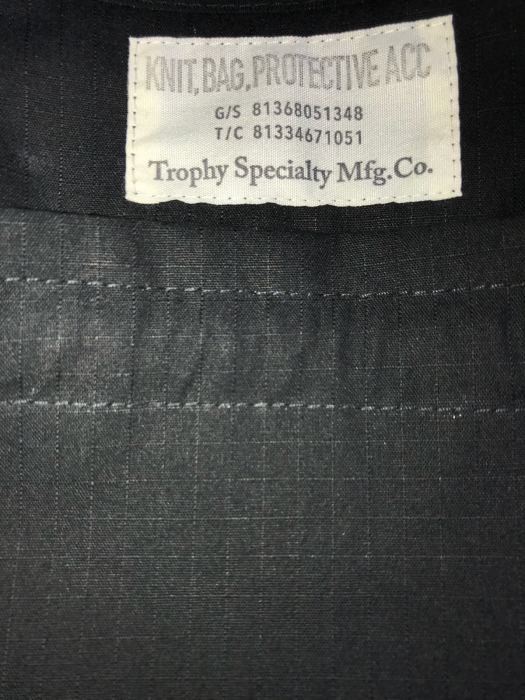 KNIT, BAG, PROTECTIVE ACC
G/S 81368051348
T/C 81334671051
Trophy Specialty Mfg.Co.